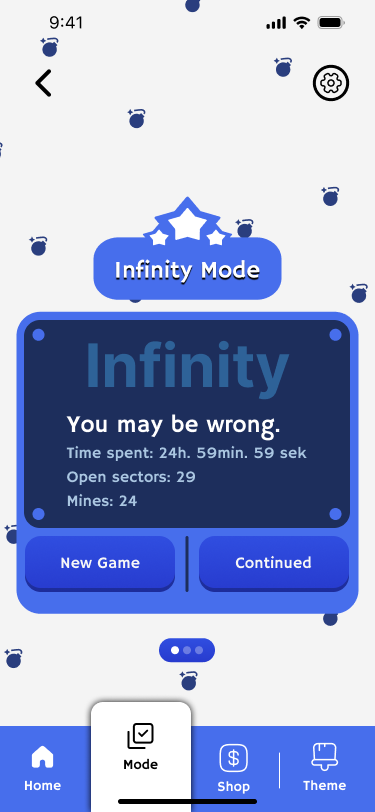 9:41
Infinity Mode
Infinity
You may be wrong.
Time spent: 24h. 59min. 59 sek
Open sectors: 29
Mines: 24
New Game
Continued
Home
Mode
Shop
Theme